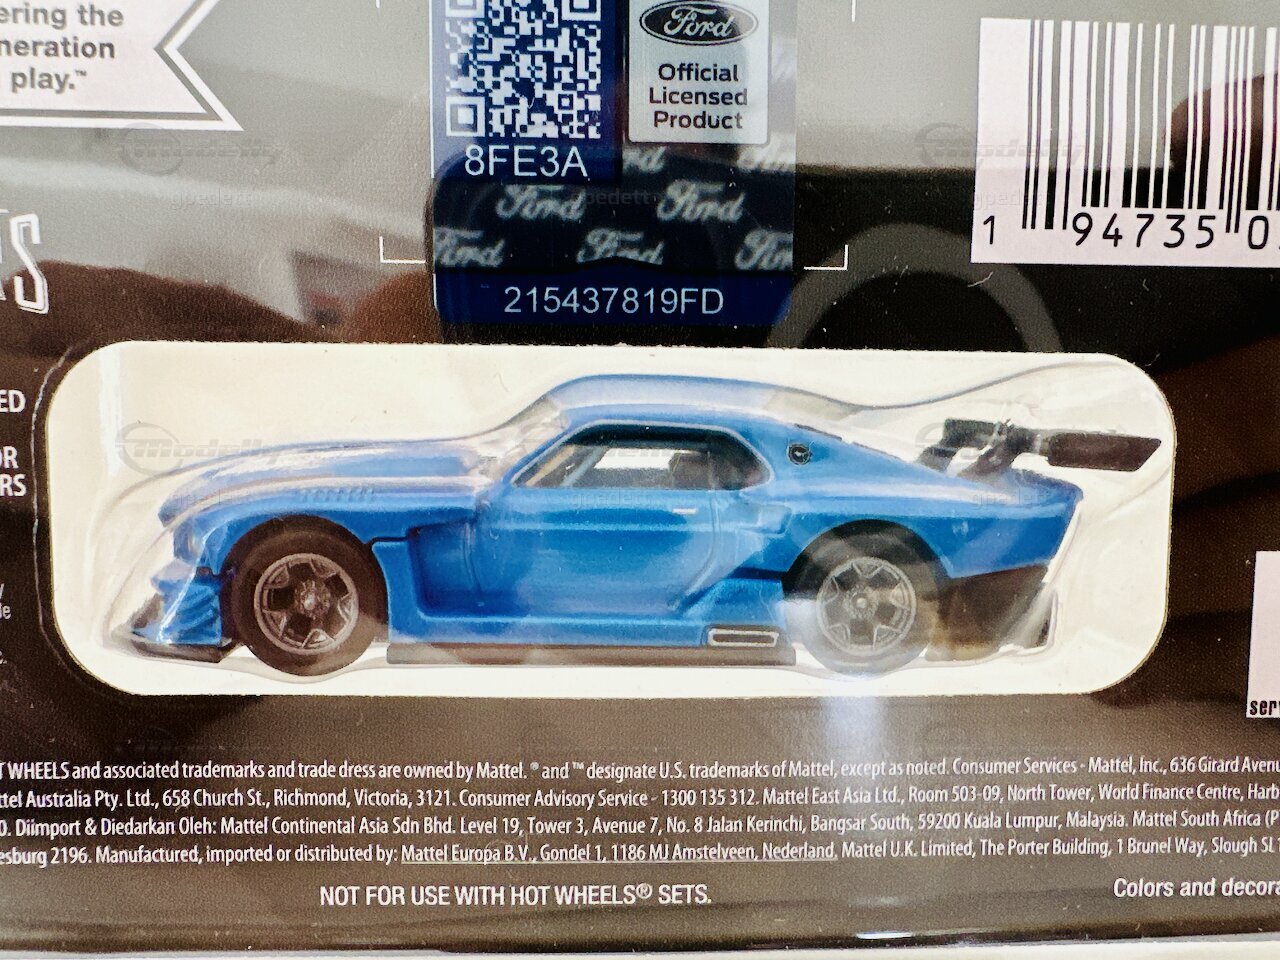 ering the
neration
play.™
8FE3A
Ford
Official
Licensed
Product
Ford Ford
Ford Ford
215437819FD
1 94735 0
ED
OR
RS
T WHEELS and associated trademarks and trade dress are owned by Mattel. ® and ™ designate U.S. trademarks of Mattel, except as noted. Consumer Services - Mattel, Inc., 636 Girard Avenu
ttel Australia Pty. Ltd., 658 Church St., Richmond, Victoria, 3121. Consumer Advisory Service - 1300 135 312. Mattel East Asia Ltd., Room 503-09, North Tower, World Finance Centre, Harb
0. Diimport & Diedarkan Oleh: Mattel Continental Asia Sdn Bhd. Level 19, Tower 3, Avenue 7, No. 8 Jalan Kerinchi, Bangsar South, 59200 Kuala Lumpur, Malaysia. Mattel South Africa (P
esburg 2196. Manufactured, imported or distributed by: Mattel Europa B.V., Gondel 1, 1186 MJ Amstelveen, Nederland. Mattel U.K. Limited, The Porter Building, 1 Brunel Way, Slough SL1
NOT FOR USE WITH HOT WHEELS® SETS.
Colors and decora
serv